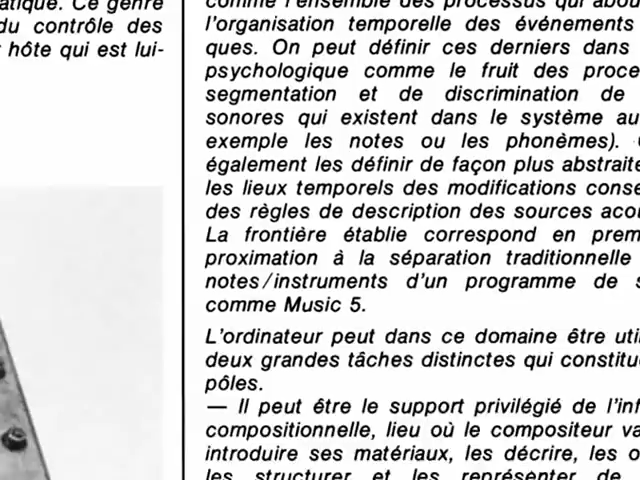 atique. Ce genre
du contrôle des
hôte qui est lui-
comme l'ensemble des processus qui abou
l'organisation temporelle des événements
ques. On peut définir ces derniers dans
psychologique comme le fruit des proce
segmentation et de discrimination de
sonores qui existent dans le système au
exemple les notes ou les phonèmes).
également les définir de façon plus abstraite
les lieux temporels des modifications conse
des règles de description des sources acou
La frontière établie correspond en prem
proximation à la séparation traditionnelle
notes/instruments d'un programme de s
comme Music 5.
L'ordinateur peut dans ce domaine être util
deux grandes tâches distinctes qui constitue
pôles.
— Il peut être le support privilégié de l'inf
compositionnelle, lieu où le compositeur va
introduire ses matériaux, les décrire, les o
les structurer et les représenter de